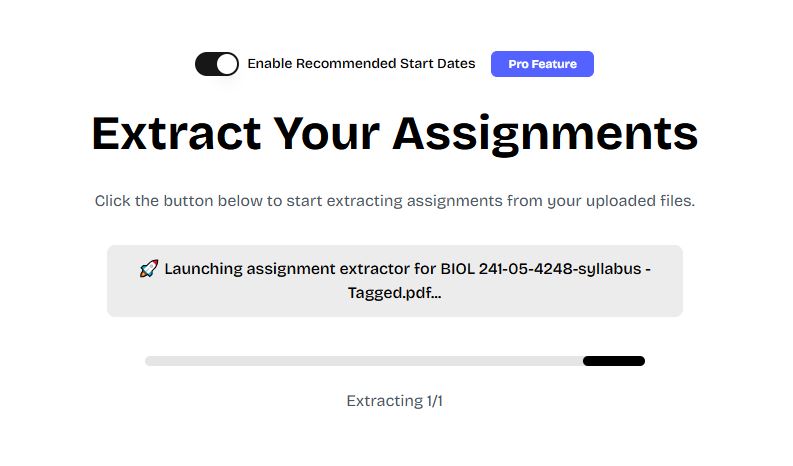 Enable Recommended Start Dates Pro Feature
Extract Your Assignments
Click the button below to start extracting assignments from your uploaded files.
🚀 Launching assignment extractor for BIOL 241-05-4248-syllabus -
Tagged.pdf...
Extracting 1/1